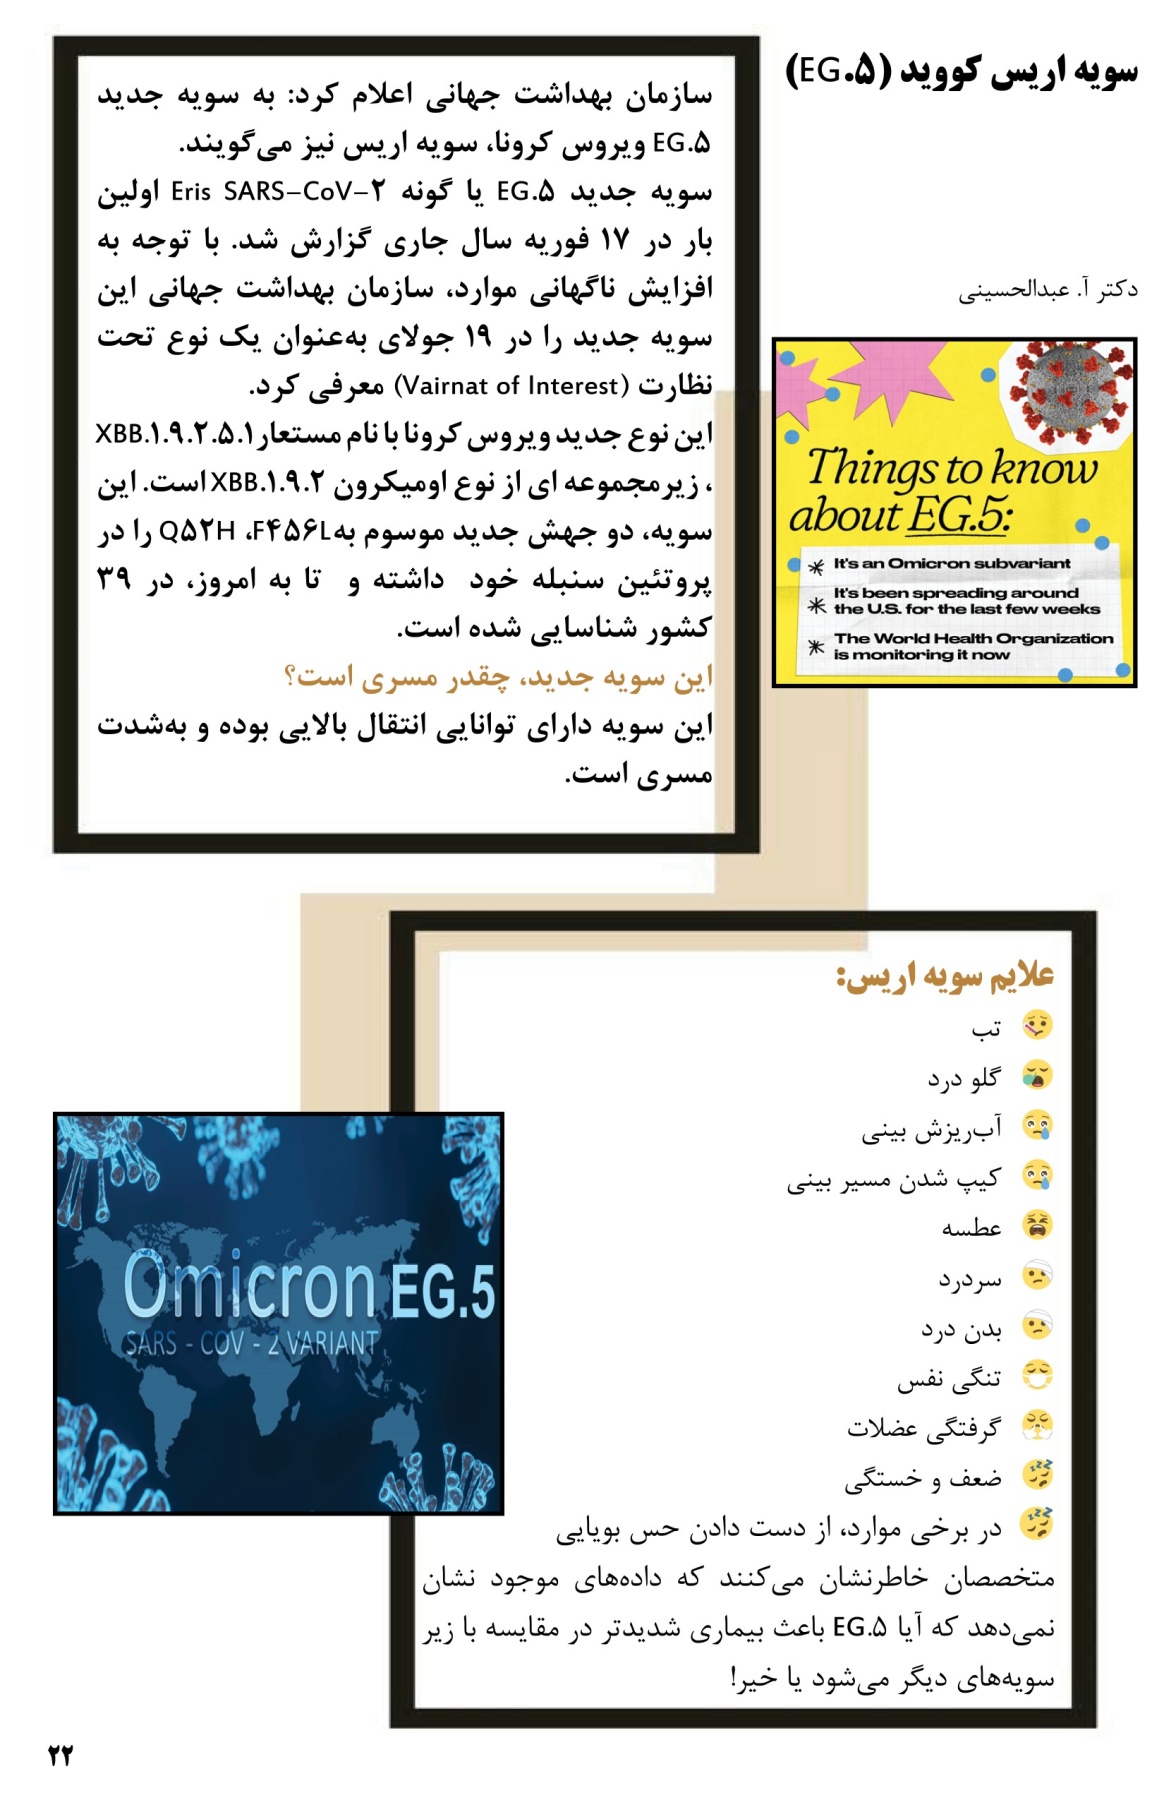 سویه اریس کووید (EG.۵)
دکتر آ. عبدالحسینی
سازمان بهداشت جهانی اعلام کرد: به سویه جدید
EG.۵ ویروس کرونا، سویه اریس نیز می‌گویند.
سویه جدید EG.۵ یا گونه Eris SARS-CoV-۲ اولین
بار در ۱۷ فوریه سال جاری گزارش شد. با توجه به
افزایش ناگهانی موارد، سازمان بهداشت جهانی این
سویه جدید را در ۱۹ جولای به‌عنوان یک نوع تحت
نظارت (Vairnat of Interest) معرفی کرد.
این نوع جدید ویروس کرونا با نام مستعار XBB.۱.۹.۲.۵.۱
، زیرمجموعه ای از نوع اومیکرون XBB.۱.۹.۲ است. این
سویه، دو جهش جدید موسوم به F۴۵۶L، Q۵۲H را در
پروتئین سنبله خود داشته و تا به امروز، در ۳۹
کشور شناسایی شده است.
این سویه جدید، چقدر مسری است؟
این سویه دارای توانایی انتقال بالایی بوده و به‌شدت
مسری است.
Things to know
about EG.5:
It's an Omicron subvariant
It's been spreading around
the U.S. for the last few weeks
The World Health Organization
is monitoring it now
علایم سویه اریس:
تب
گلو درد
آب‌ریزش بینی
کیپ شدن مسیر بینی
عطسه
سردرد
بدن درد
تنگی نفس
گرفتگی عضلات
ضعف و خستگی
در برخی موارد، از دست دادن حس بویایی
متخصصان خاطرنشان می‌کنند که داده‌های موجود نشان
نمی‌دهد که آیا EG.۵ باعث بیماری شدیدتر در مقایسه با زیر
سویه‌های دیگر می‌شود یا خیر!
Omicron EG.5
SARS - COV - 2 VARIANT
۲۲